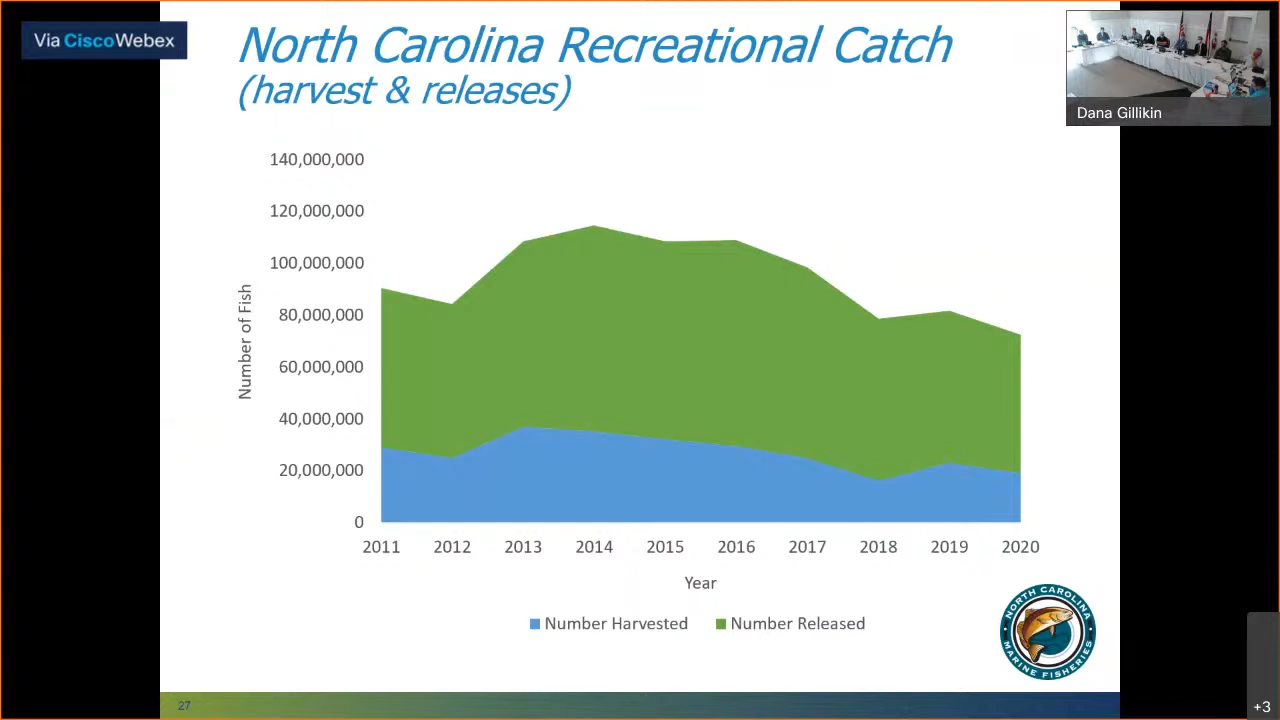 Via CiscoWebex
North Carolina Recreational Catch
(harvest & releases)
Dana Gillikin
140,000,000
120,000,000
100,000,000
80,000,000
60,000,000
40,000,000
20,000,000
0
Number of Fish
2011 2012 2013 2014 2015 2016 2017 2018 2019 2020
Year
Number Harvested Number Released
NORTH CAROLINA
MARINE FISHERIES
27
+3